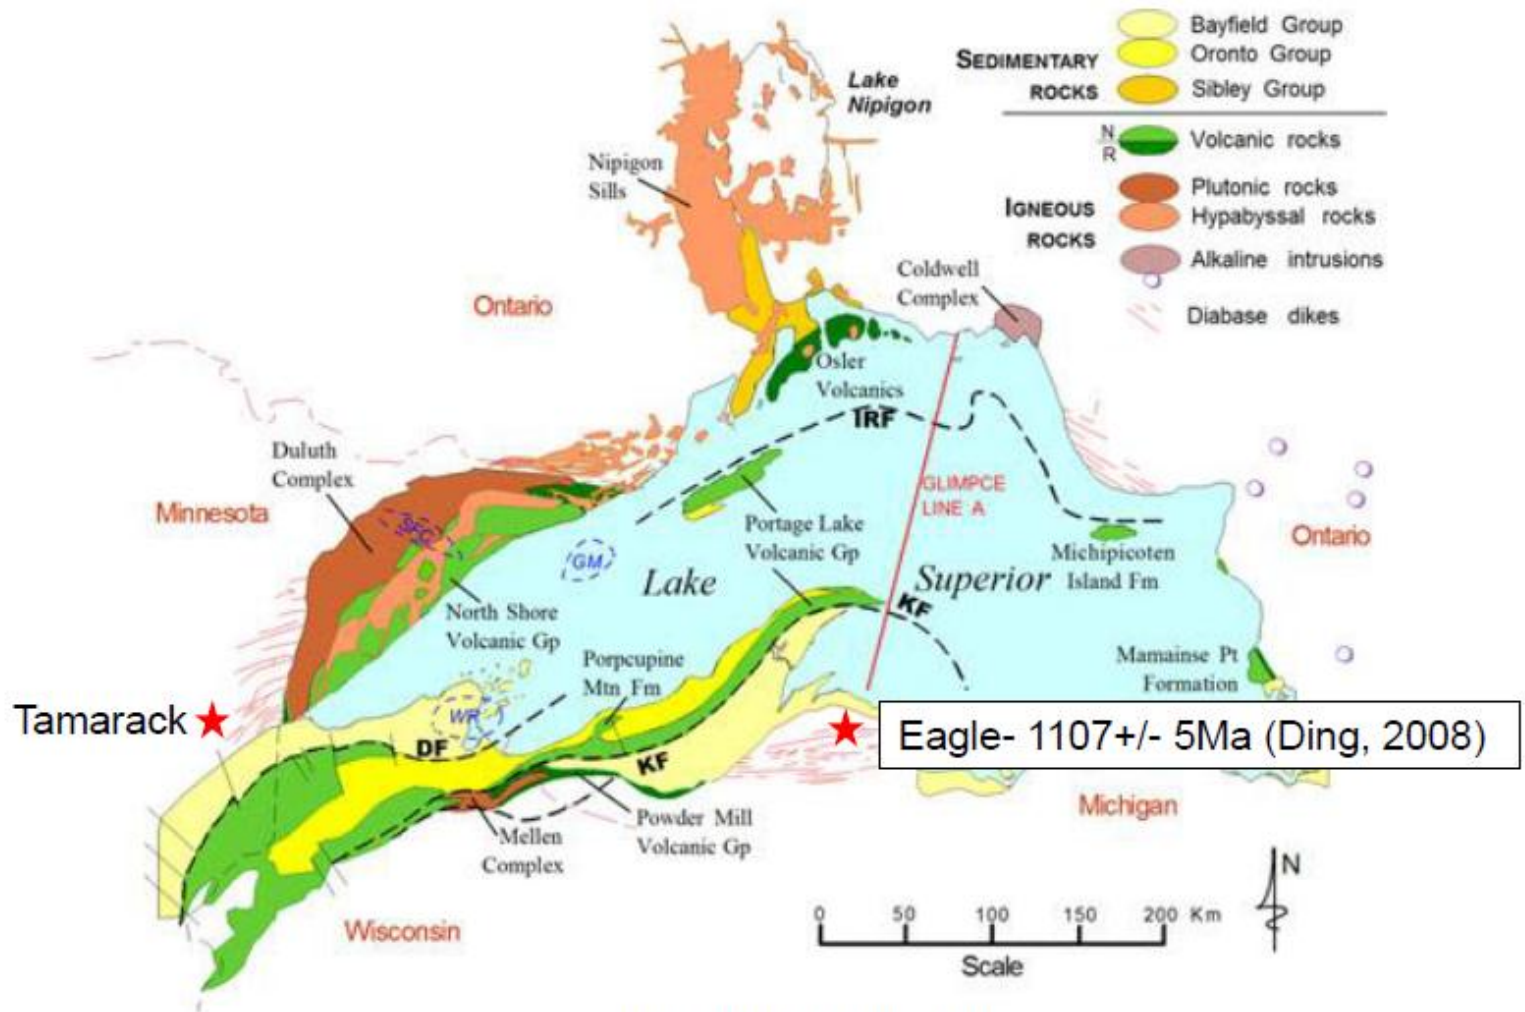 Bayfield Group
SEDIMENTARY
Oronto Group
ROCKS
Sibley Group
N
R
Volcanic rocks
Plutonic rocks
IGNEOUS
Hypabyssal rocks
ROCKS
Alkaline intrusions
Diabase dikes
Lake
Nipigon
Nipigon
Sills
Coldwell
Complex
Ontario
Osler
Volcanics
IRF
Duluth
Complex
Minnesota
GLIMPCE
LINE A
Portage Lake
Volcanic Gp
Ontario
GM
Michipicoten
Island Fm
Lake Superior
KF
North Shore
Volcanic Gp
Porpcupine
Mtn Fm
Mamainse Pt
Formation
Tamarack
WR
DF
KF
Eagle- 1107+/- 5Ma (Ding, 2008)
Michigan
Powder Mill
Volcanic Gp
Mellen
Complex
Wisconsin
N
0 50 100 150 200 Km
Scale